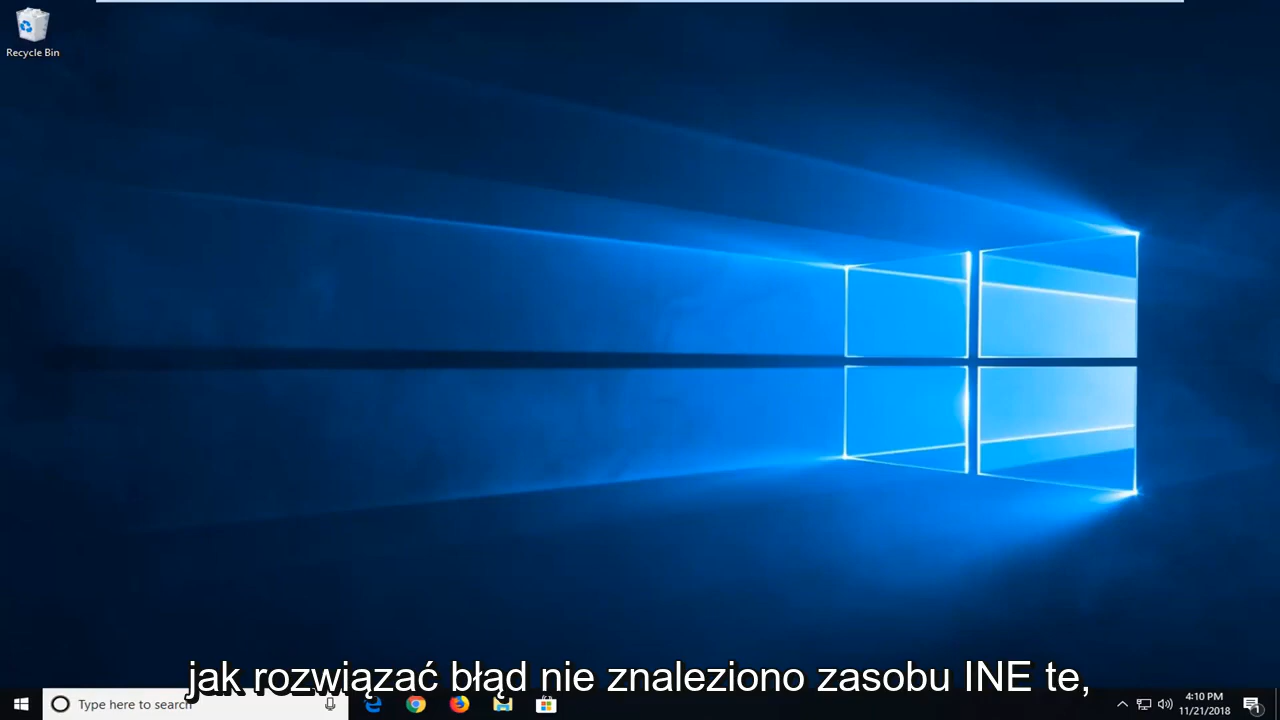 Recycle Bin
jak rozwiązać błąd nie znaleziono zasobu INE te,
Type here to search
4:10 PM
11/21/2018
1